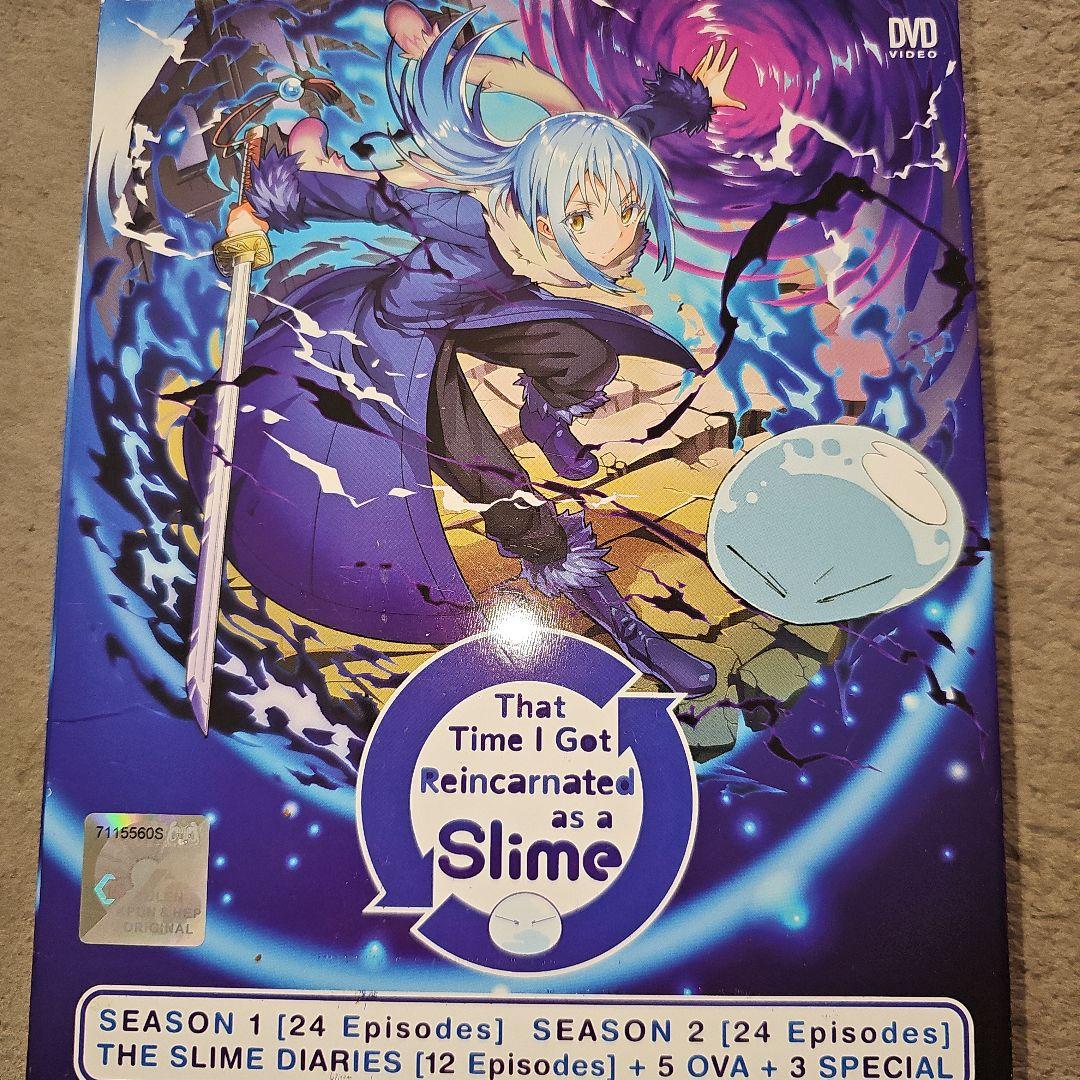 DVD
VIDEO
That
Time I Got
Reincarnated
as a
Slime
7115560S
ORIGINAL
SEASON 1 [24 Episodes] SEASON 2 [24 Episodes]
THE SLIME DIARIES [12 Episodes] + 5 OVA + 3 SPECIAL